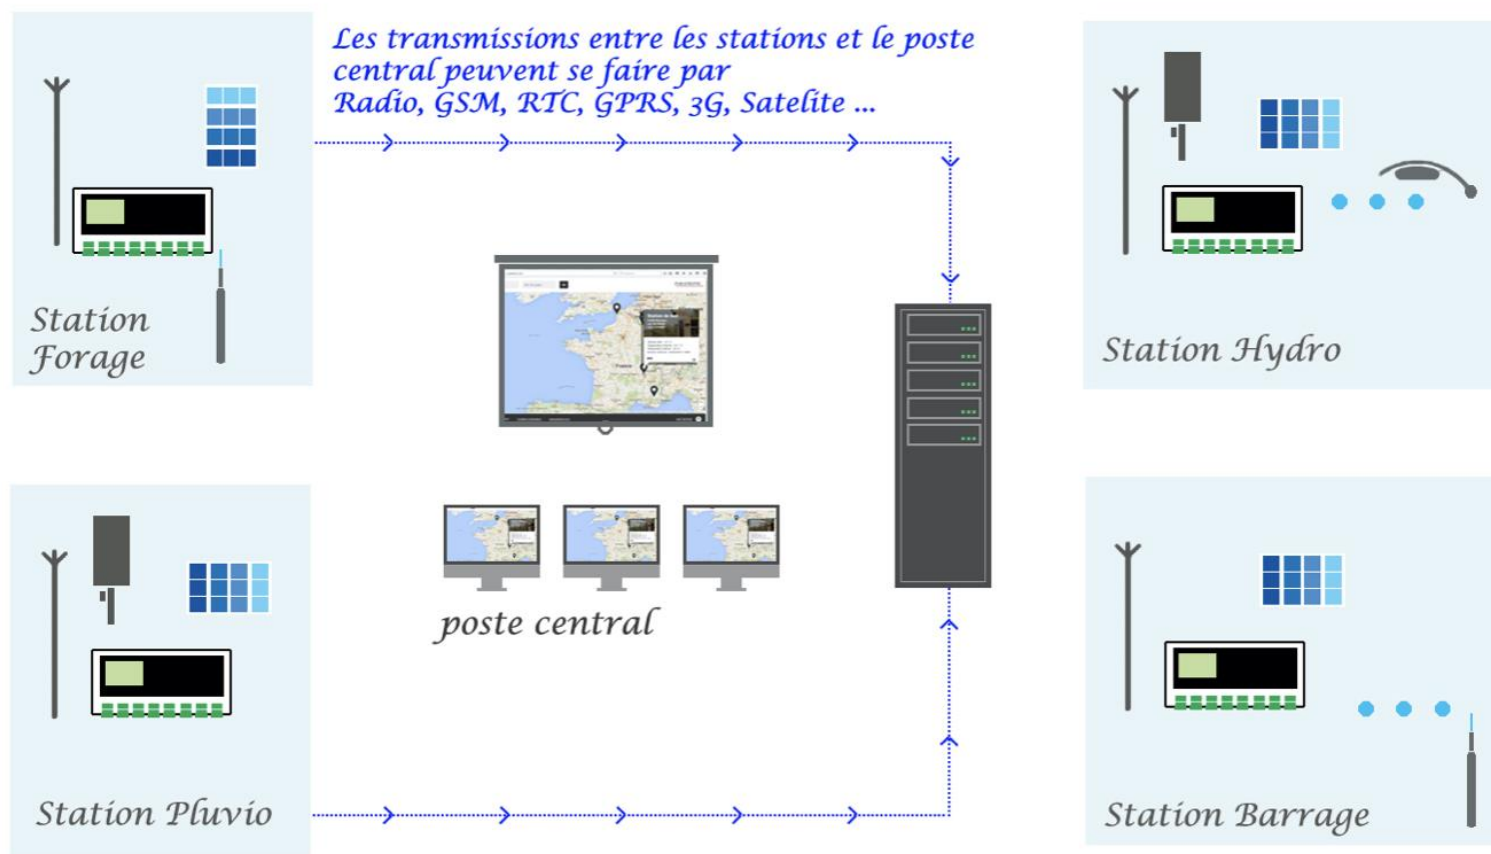 Les transmissions entre les stations et le poste
central peuvent se faire par
Radio, GSM, RTC, GPRS, 3G, Satelite ...
Station
Forage
Station Hydro
France
poste central
Station Pluvio
Station Barrage